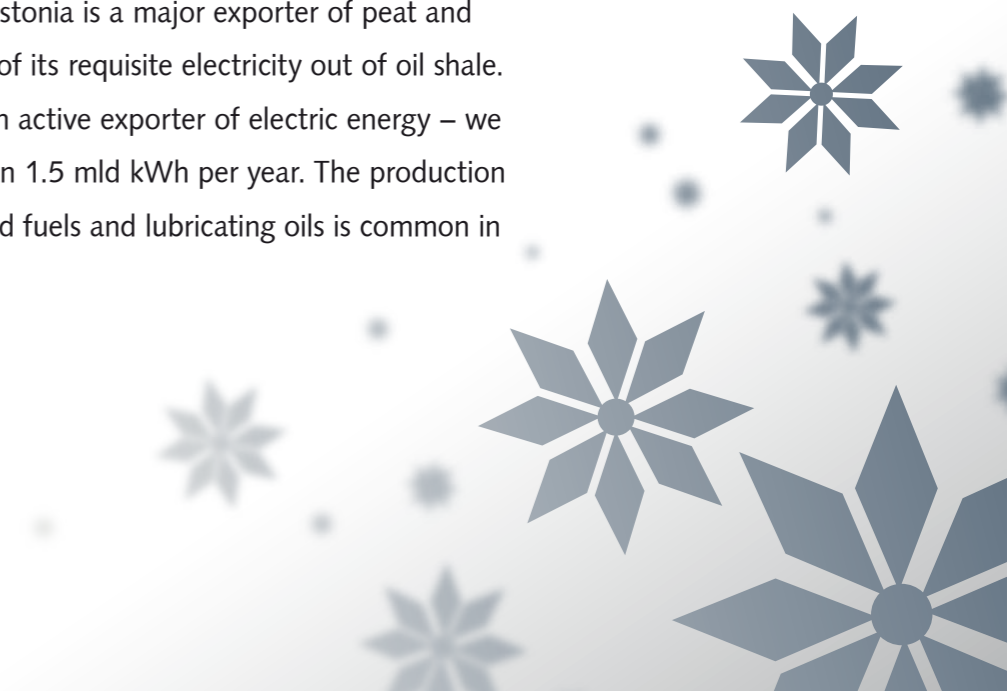 stonia is a major exporter of peat and
of its requisite electricity out of oil shale.
active exporter of electric energy – we
n 1.5 mld kWh per year. The production
d fuels and lubricating oils is common in